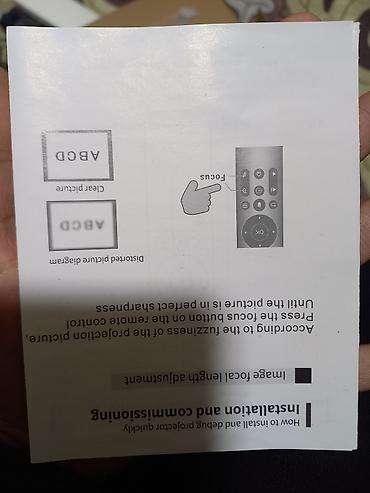 How to install and debug projector quickly
Installation and commissioning
Image focal length adjustment
According to the fuzziness of the projection picture,
Press the focus button on the remote control
Until the picture is in perfect sharpness
Distorted picture diagram
ABCD
Clear picture
ABCD
OK
Focus